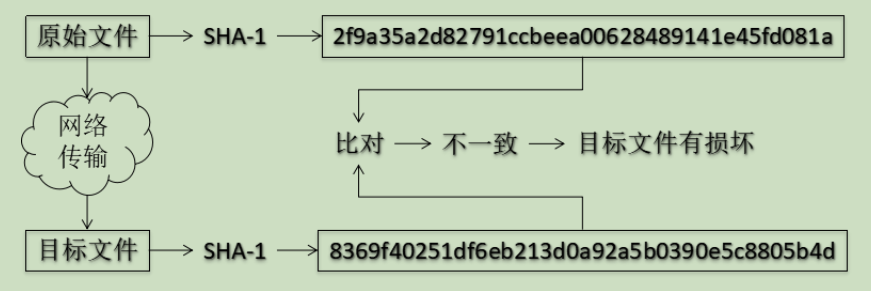 原始文件 SHA-1 2f9a35a2d82791ccbeea00628489141e45fd081a
网络
传输
比对 不一致 目标文件有损坏
目标文件 SHA-1 8369f40251df6eb213d0a92a5b0390e5c8805b4d